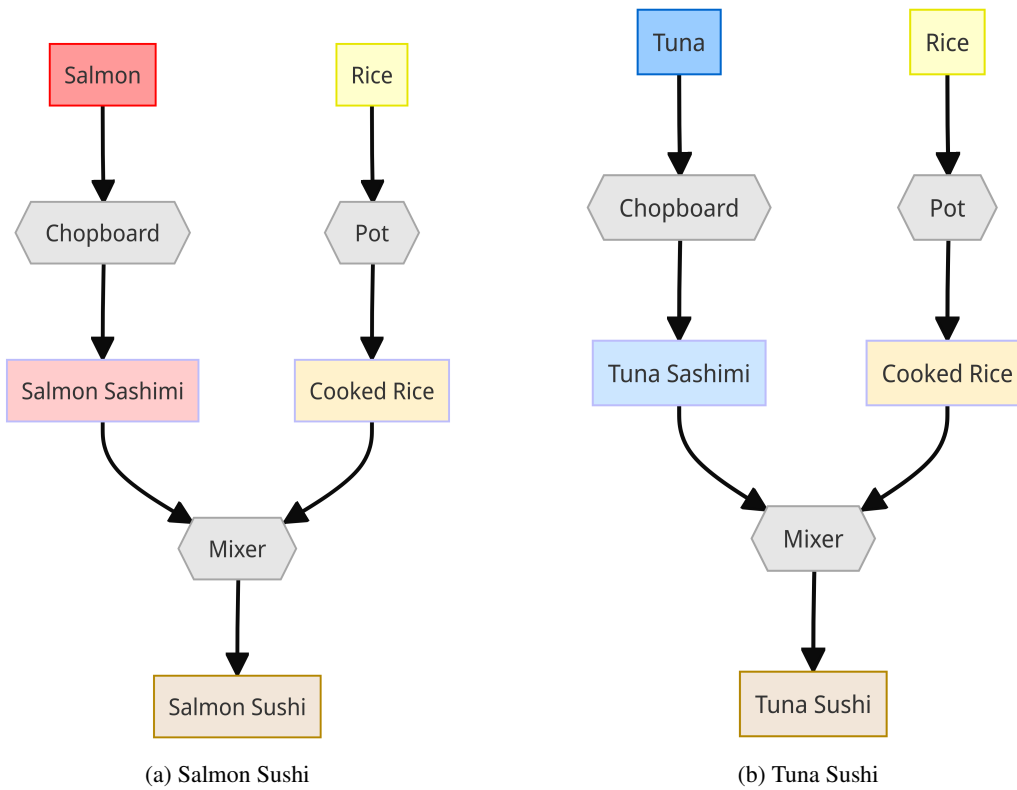 Salmon
Rice
Chopboard
Pot
Salmon Sashimi
Cooked Rice
Mixer
Salmon Sushi
(a) Salmon Sushi
Tuna
Rice
Chopboard
Pot
Tuna Sashimi
Cooked Rice
Mixer
Tuna Sushi
(b) Tuna Sushi